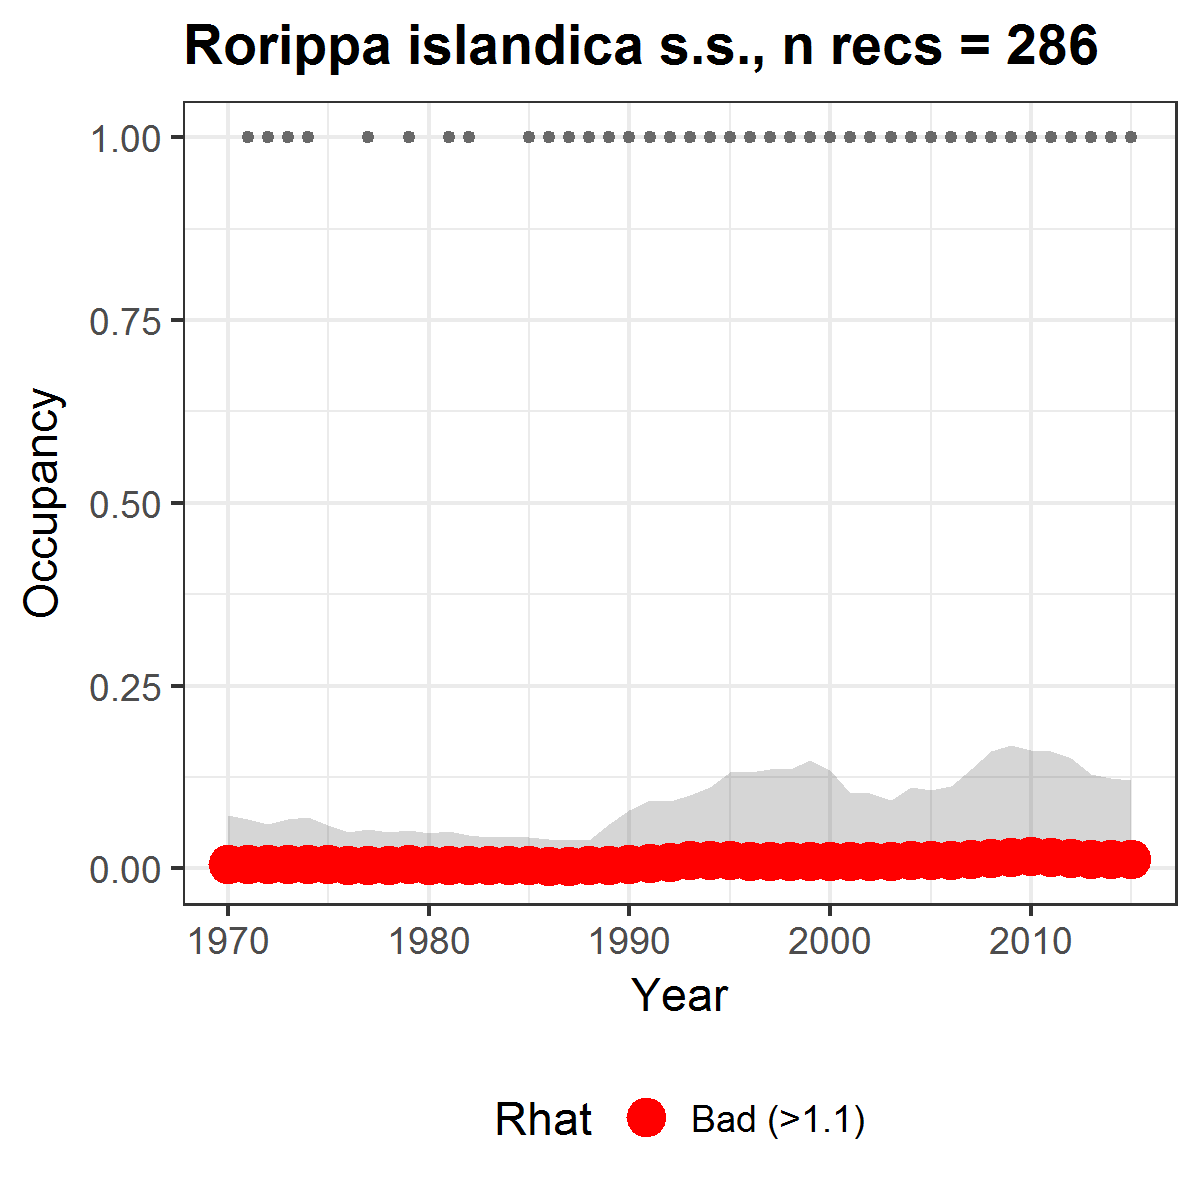 Rorippa islandica s.s., n recs = 286
1.00
0.75
0.50
0.25
0.00
Occupancy
1970 1980 1990 2000 2010
Year
Rhat Bad (>1.1)